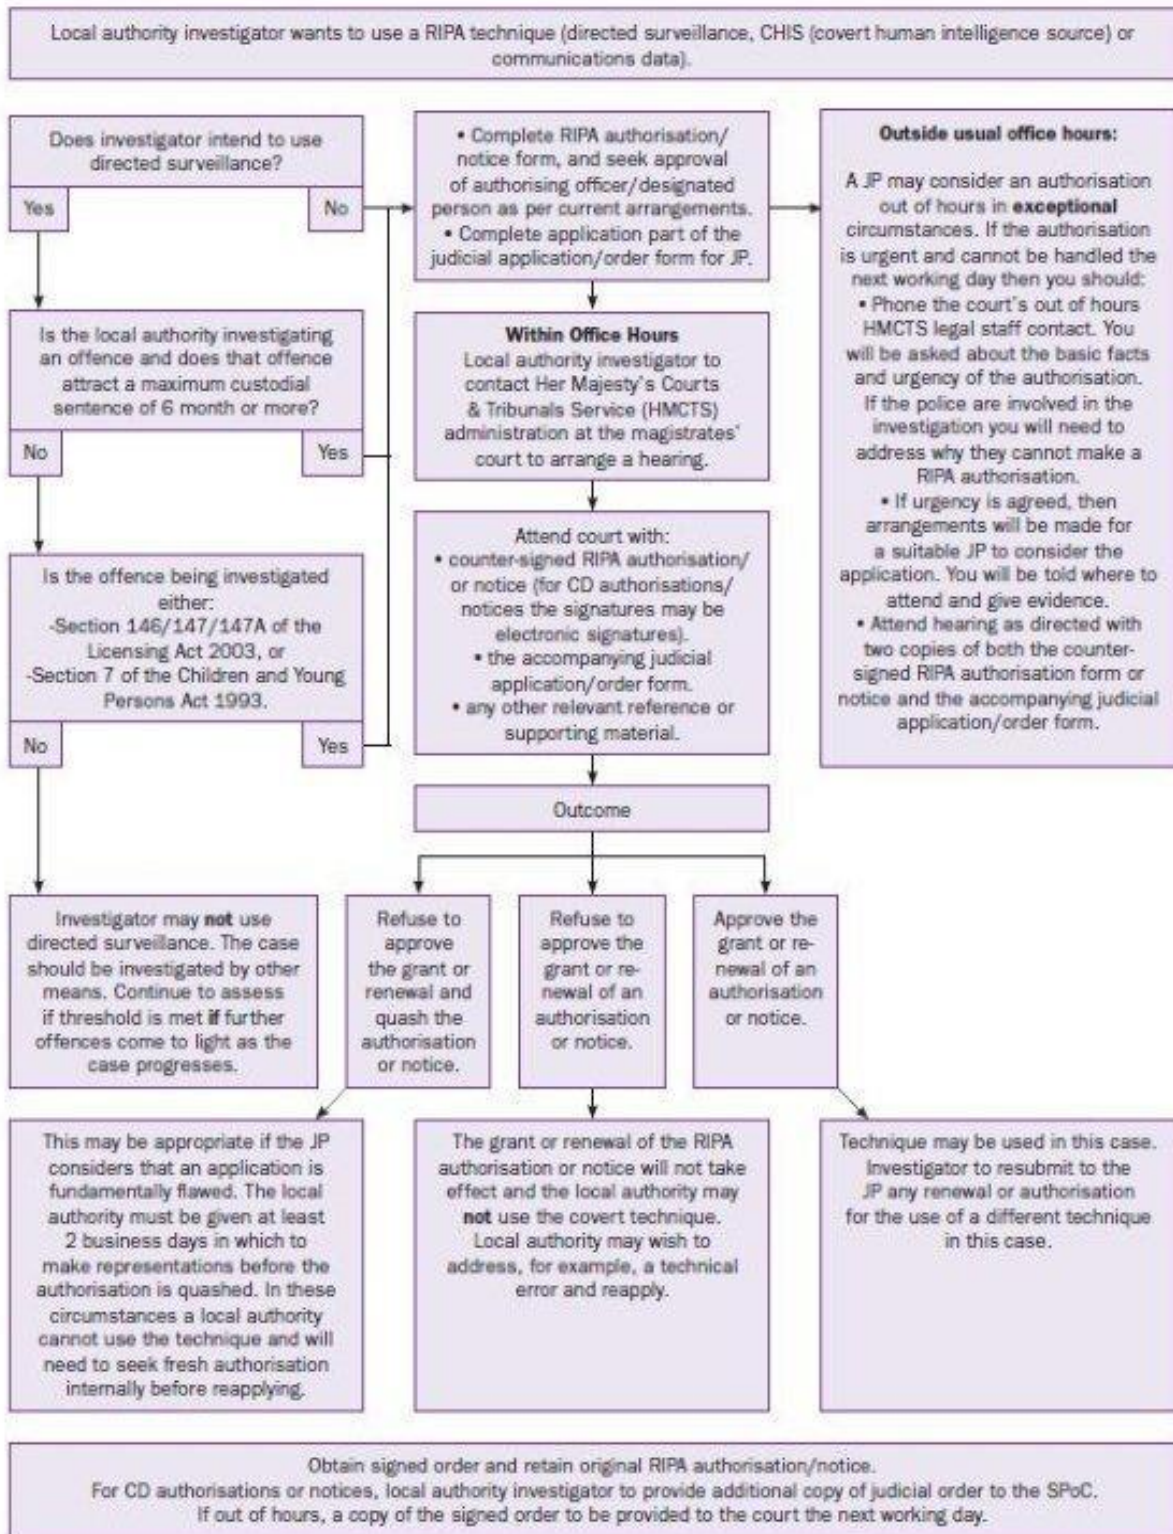 Local authority investigator wants to use a RIPA technique (directed surveillance, CHIS (covert human intelligence source) or
communications data).
Does investigator intend to use
directed surveillance?
Yes
No
Is the local authority investigating
an offence and does that offence
attract a maximum custodial
sentence of 6 month or more?
No
Yes
Is the offence being investigated
either:
-Section 146/147/147A of the
Licensing Act 2003, or
-Section 7 of the Children and Young
Persons Act 1993.
No
Yes
• Complete RIPA authorisation/
notice form, and seek approval
of authorising officer/designated
person as per current arrangements.
• Complete application part of the
judicial application/order form for JP.
Within Office Hours
Local authority investigator to
contact Her Majesty's Courts
& Tribunals Service (HMCTS)
administration at the magistrates'
court to arrange a hearing.
Attend court with:
• counter-signed RIPA authorisation/
or notice (for CD authorisations/
notices the signatures may be
electronic signatures).
• the accompanying judicial
application/order form.
• any other relevant reference or
supporting material.
Outside usual office hours:
A JP may consider an authorisation
out of hours in exceptional
circumstances. If the authorisation
is urgent and cannot be handled the
next working day then you should:
• Phone the court's out of hours
HMCTS legal staff contact. You
will be asked about the basic facts
and urgency of the authorisation.
If the police are involved in the
investigation you will need to
address why they cannot make a
RIPA authorisation.
• If urgency is agreed, then
arrangements will be made for
a suitable JP to consider the
application. You will be told where to
attend and give evidence.
• Attend hearing as directed with
two copies of both the counter-
signed RIPA authorisation form or
notice and the accompanying judicial
application/order form.
Outcome
Investigator may not use
directed surveillance. The case
should be investigated by other
means. Continue to assess
if threshold is met if further
offences come to light as the
case progresses.
Refuse to
approve
the grant or
renewal and
quash the
authorisation
or notice.
Refuse to
approve the
grant or re-
newal of an
authorisation
or notice.
Approve the
grant or re-
newal of an
authorisation
or notice.
This may be appropriate if the JP
considers that an application is
fundamentally flawed. The local
authority must be given at least
2 business days in which to
make representations before the
authorisation is quashed. In these
circumstances a local authority
cannot use the technique and will
need to seek fresh authorisation
internally before reapplying.
The grant or renewal of the RIPA
authorisation or notice will not take
effect and the local authority may
not use the covert technique.
Local authority may wish to
address, for example, a technical
error and reapply.
Technique may be used in this case.
Investigator to resubmit to the
JP any renewal or authorisation
for the use of a different technique
in this case.
Obtain signed order and retain original RIPA authorisation/notice.
For CD authorisations or notices, local authority investigator to provide additional copy of judicial order to the SPoC.
If out of hours, a copy of the signed order to be provided to the court the next working day.